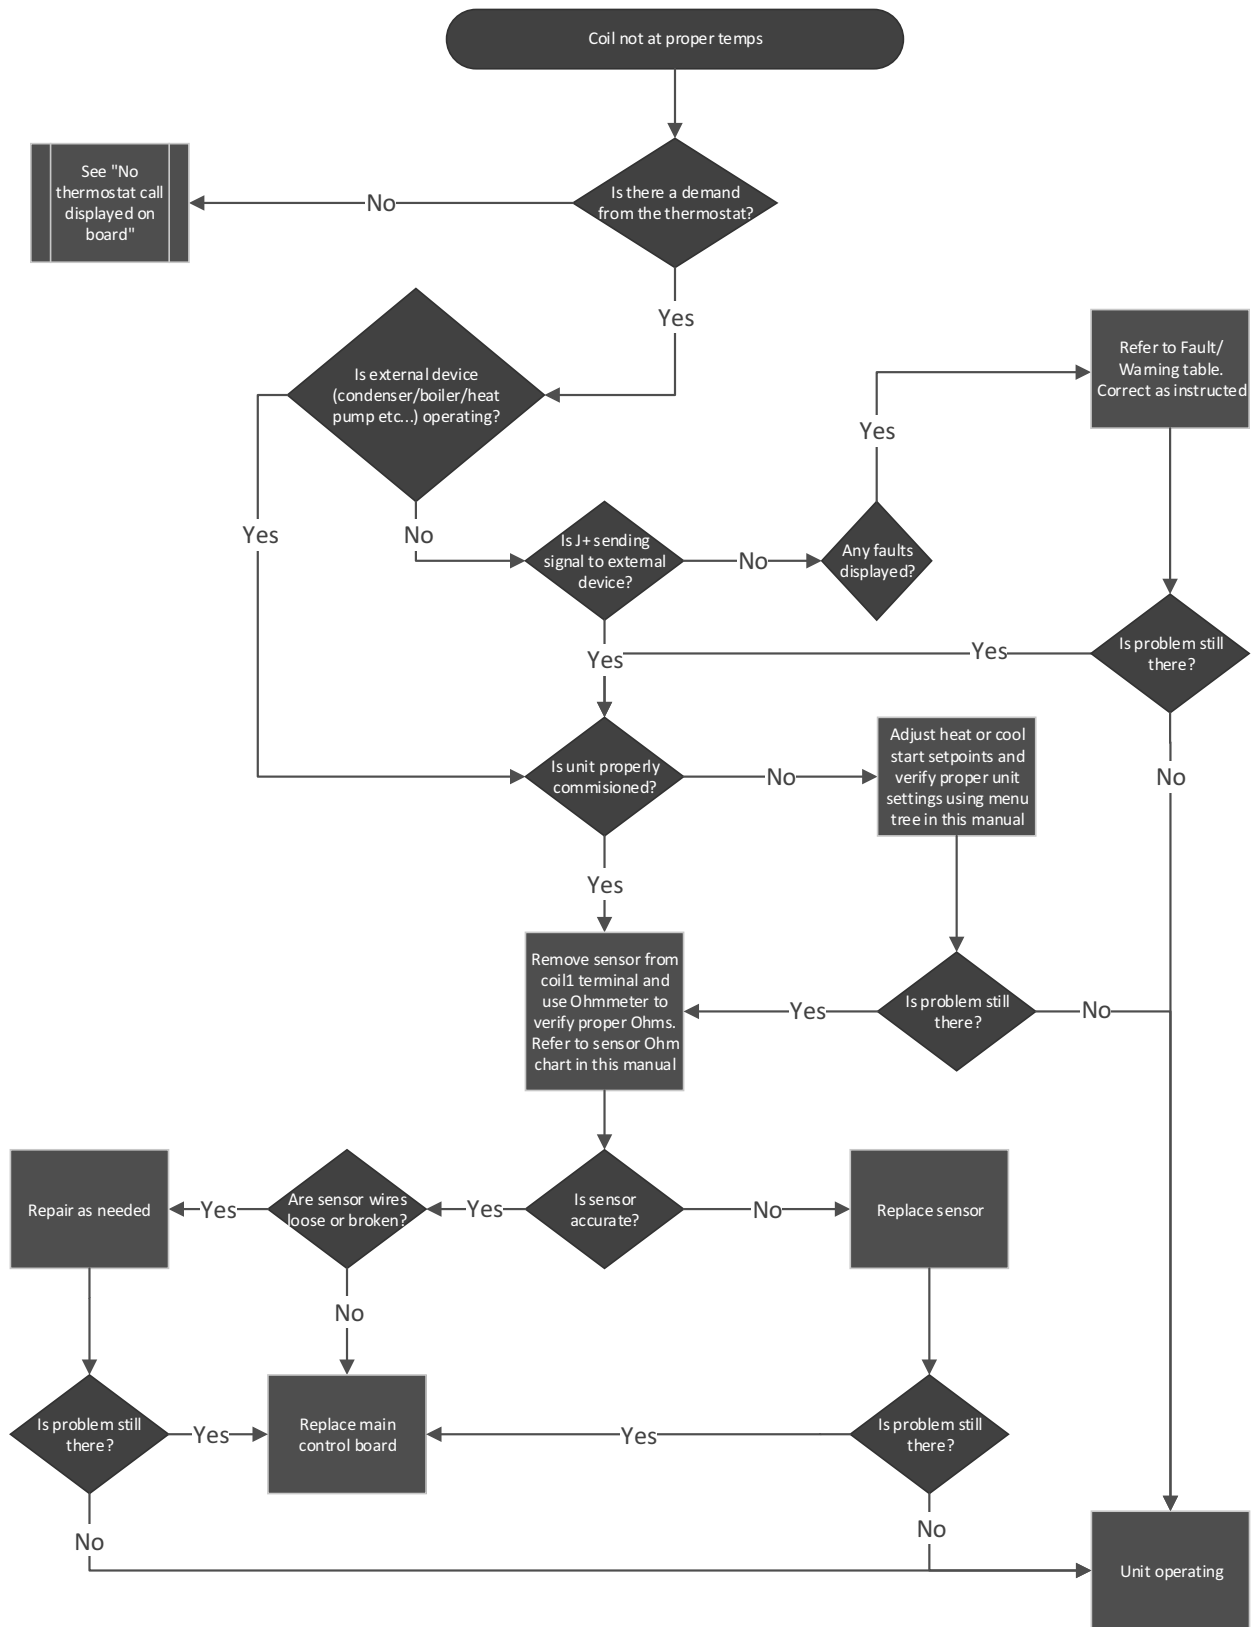 Coil not at proper temps
See "No
thermostat call
displayed on
board"
No
Is there a demand
from the thermostat?
Yes
Is external device
(condenser/boiler/heat
pump etc...) operating?
Refer to Fault/
Warning table.
Correct as instructed
Yes
Yes
No
Is J+ sending
signal to external
device?
No
Any faults
displayed?
Yes
Yes
Is problem still
there?
Is unit properly
commisioned?
No
Adjust heat or cool
start setpoints and
verify proper unit
settings using menu
tree in this manual
No
Yes
Remove sensor from
coil1 terminal and
use Ohmmeter to
verify proper Ohms.
Refer to sensor Ohm
chart in this manual
Yes
Is problem still
there?
No
Repair as needed
Yes
Are sensor wires
loose or broken?
Yes
Is sensor
accurate?
No
Replace sensor
No
Is problem still
there?
Yes
Replace main
control board
Yes
Is problem still
there?
No
No
Unit operating